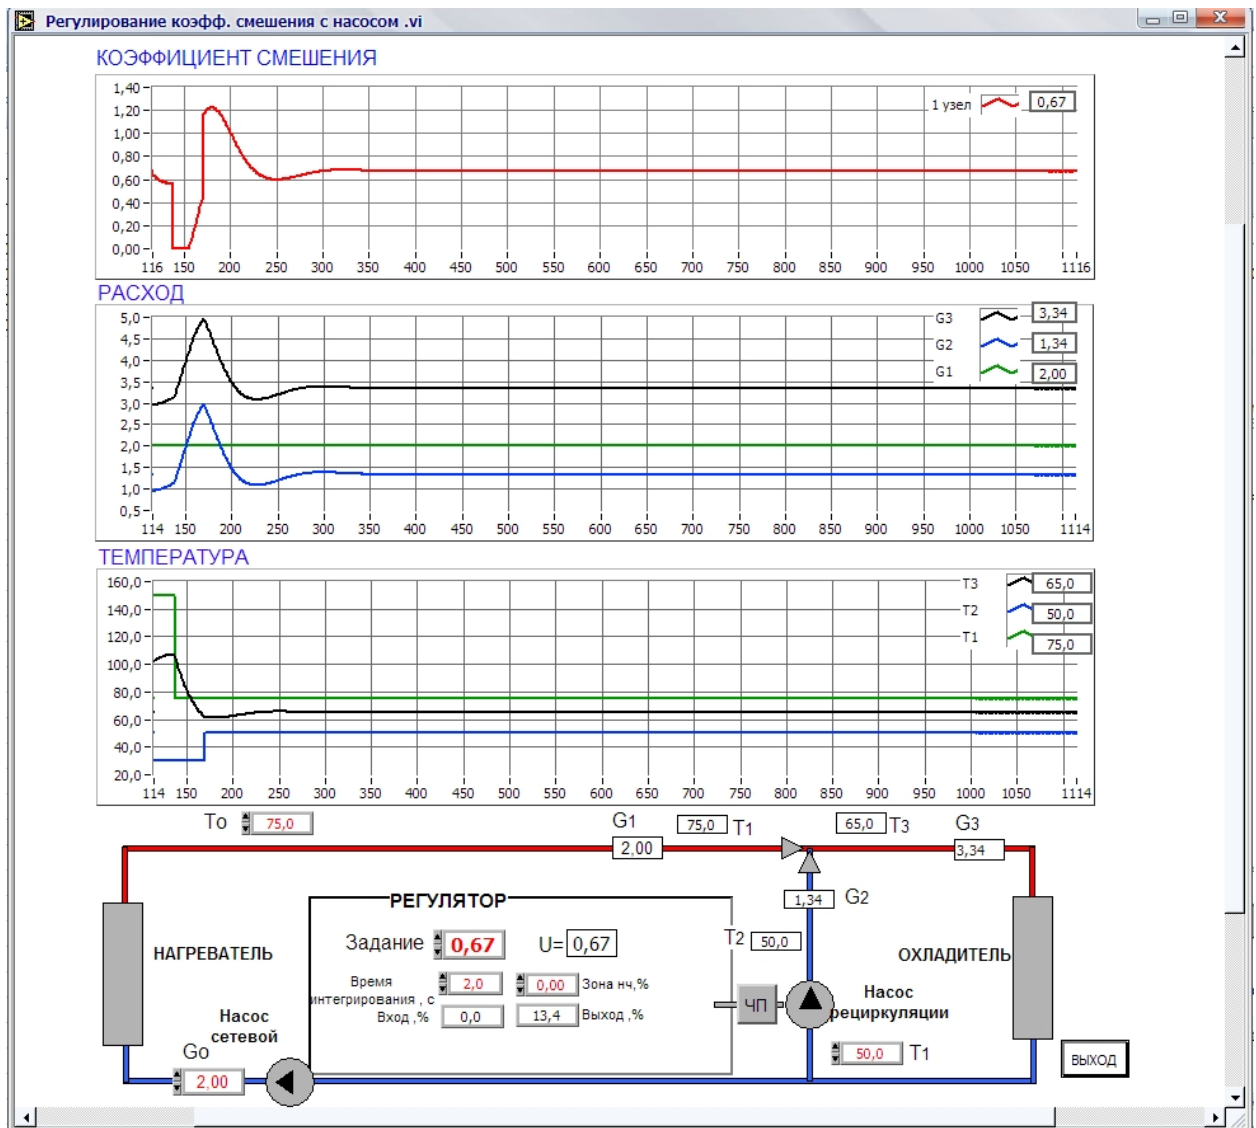 Регулирование коэфф. смешения с насосом .vi
КОЭФФИЦИЕНТ СМЕШЕНИЯ
1,40
1,20
1,00
0,80
0,60
0,40
0,20
0,00
1 узел 0,67
116 150 200 250 300 350 400 450 500 550 600 650 700 750 800 850 900 950 1000 1050 1116
РАСХОД
5,0
4,5
4,0
3,5
3,0
2,5
2,0
1,5
1,0
0,5
G3 3,34
G2 1,34
G1 2,00
114 150 200 250 300 350 400 450 500 550 600 650 700 750 800 850 900 950 1000 1050 1114
ТЕМПЕРАТУРА
160,0
140,0
120,0
100,0
80,0
60,0
40,0
20,0
T3 65,0
T2 50,0
T1 75,0
114 150 200 250 300 350 400 450 500 550 600 650 700 750 800 850 900 950 1000 1050 1114
To 75,0
G1 75,0 T1 65,0 T3 G3
2,00 3,34
РЕГУЛЯТОР
1,34 G2
Задание 0,67 U= 0,67
T2 50,0
НАГРЕВАТЕЛЬ
ОХЛАДИТЕЛЬ
Время
интегрирования , с
2,0 0,00 Зона нч,%
Вход ,% 0,0 13,4 Выход ,%
ЧП
Насос
рециркуляции
Насос
сетевой
Go
2,00
50,0 T1
ВЫХОД